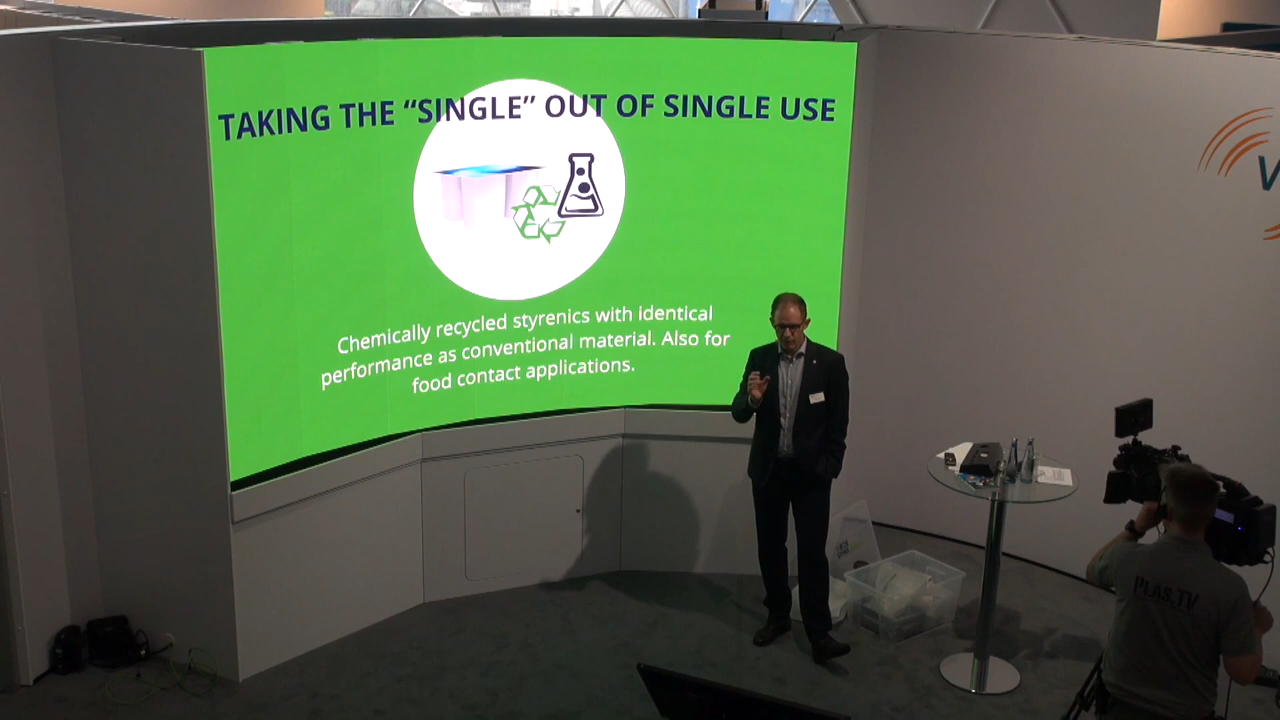 TAKING THE “SINGLE” OUT OF SINGLE USE
Chemically recycled styrenics with identical
performance as conventional material. Also for
food contact applications.
PLAS.TV